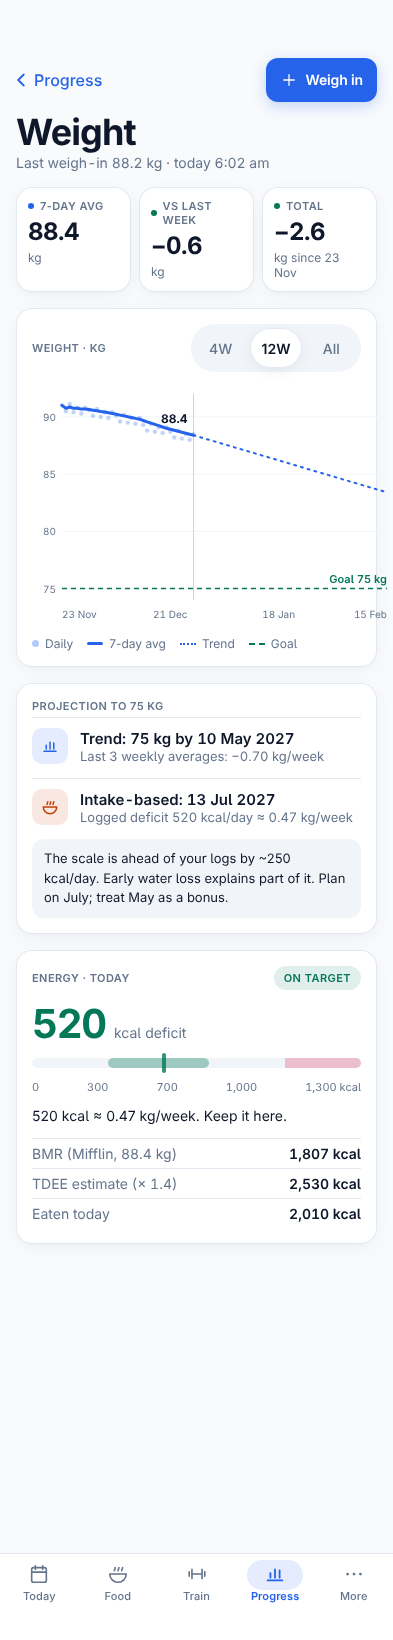 Progress
Weigh in
Weight
Last weigh-in 88.2 kg · today 6:02 am
7-DAY AVG
88.4
kg
VS LAST
WEEK
−0.6
kg
TOTAL
−2.6
kg since 23
Nov
WEIGHT · KG
4W
12W
All
90
85
80
75
88.4
Goal 75 kg
23 Nov
21 Dec
18 Jan
15 Feb
Daily
7-day avg
Trend
Goal
PROJECTION TO 75 KG
Trend: 75 kg by 10 May 2027
Last 3 weekly averages: −0.70 kg/week
Intake-based: 13 Jul 2027
Logged deficit 520 kcal/day ≈ 0.47 kg/week
The scale is ahead of your logs by ~250
kcal/day. Early water loss explains part of it. Plan
on July; treat May as a bonus.
ENERGY · TODAY
ON TARGET
520 kcal deficit
0
300
700
1,000
1,300 kcal
520 kcal ≈ 0.47 kg/week. Keep it here.
BMR (Mifflin, 88.4 kg)
1,807 kcal
TDEE estimate (× 1.4)
2,530 kcal
Eaten today
2,010 kcal
Today
Food
Train
Progress
More